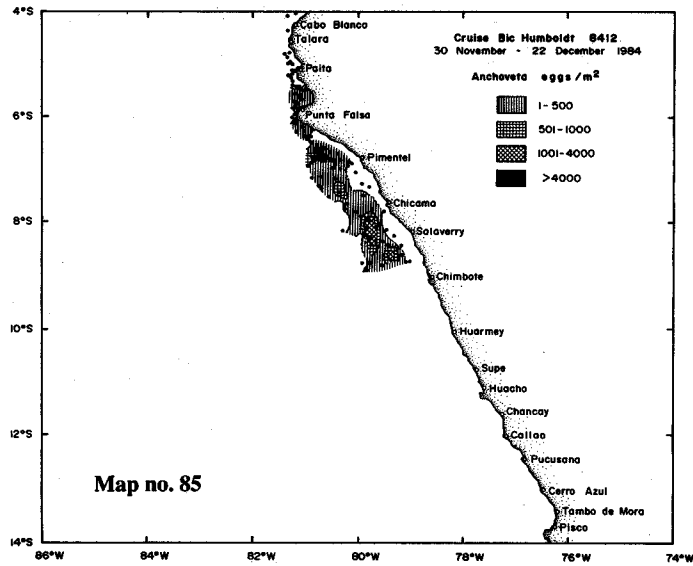 4°S
Cabo Blanca
Talara
Cruise Bic Humboldt 8412
30 November - 22 December 1984
Paita
Anchoveta eggs/m²
1-500
6°S
Punta Falsa
501-1000
1001-4000
Pimentel
>4000
Chicama
8°S
Salaverry
Chimbote
10°S
Huarmey
Supe
Huacho
Chancay
12°S
Callao
Pucusana
Map no. 85
Cerro Azul
Tambo de Mora
Pisco
14°S
86°W
84°W
82°W
80°W
78°W
76°W
74°W